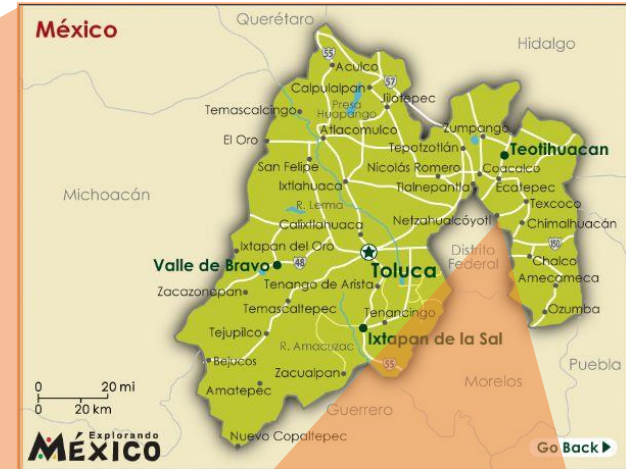 México
Querétaro
Hidalgo
55
Aculco
57
Calpulalpan
Jilotepec
Presa
Huapango
Temascalcingo
Zumpango
Atlacomulco
El Oro
Tepotzotlán
Teotihuacan
San Felipe
Nicolás Romero
Coacalco
Ixtlahuaca
Tlalnepantla
Ecatepec
Michoacán
R. Lerma
Texcoco
Netzahualcóyotl
Chimalhuacán
Calixtlahuaca
Ixtapan del Oro
Distrito
Federal
150
Valle de Bravo
48
Toluca
Chalco
Zacazonapan
Tenango de Arista
Amecameca
Temascaltepec
Tenancingo
Ozumba
Tejupilco
Ixtapan de la Sal
R. Amacuzac
Bejucos
Zacualpan
55
Puebla
Amatepec
Morelos
0 20 mi
0 20 km
Guerrero
Explorando
MÉXICO
Nuevo Copaltepec
Go Back